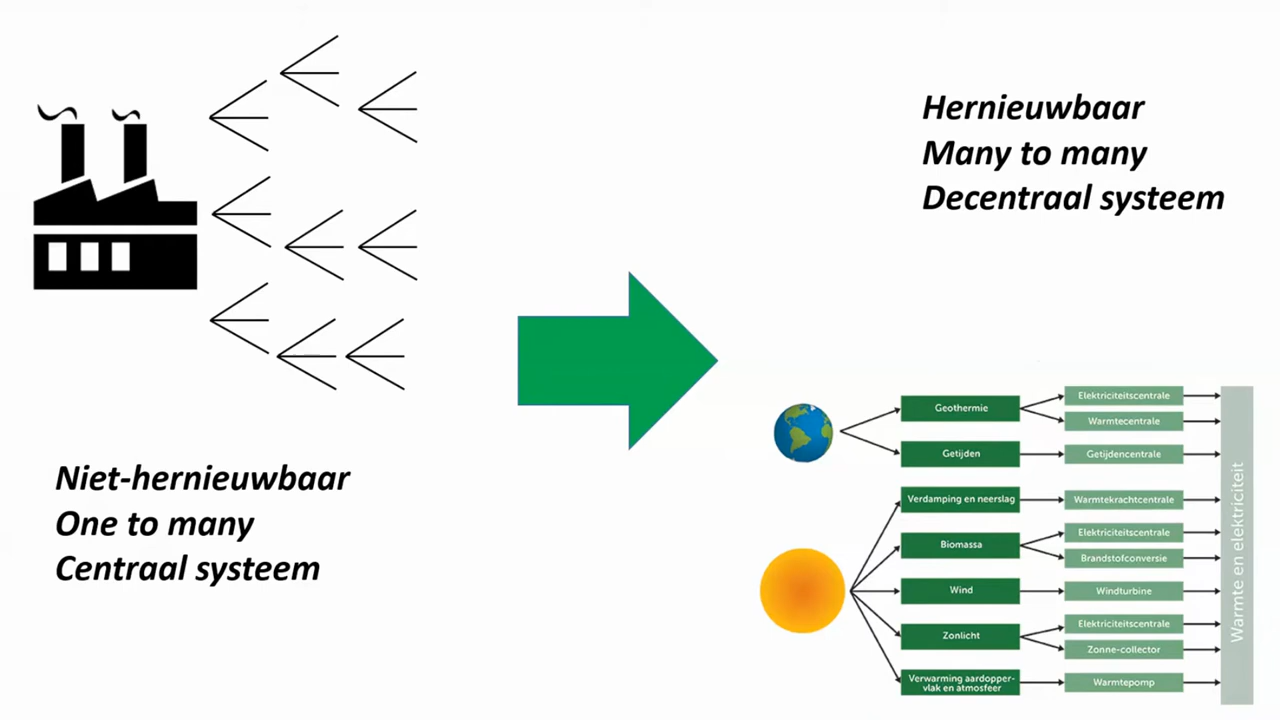 Niet-hernieuwbaar
One to many
Centraal systeem
Hernieuwbaar
Many to many
Decentraal systeem
Geothermie
Elektriciteitscentrale
Warmtecentrale
Getijden
Getijdencentrale
Verdamping en neerslag
Warmtekrachtcentrale
Biomassa
Elektriciteitscentrale
Brandstofconversie
Wind
Windturbine
Zonlicht
Elektriciteitscentrale
Zonne-collector
Verwarming aardopper-
vlak en atmosfeer
Warmtepomp
Warmte en elektriciteit